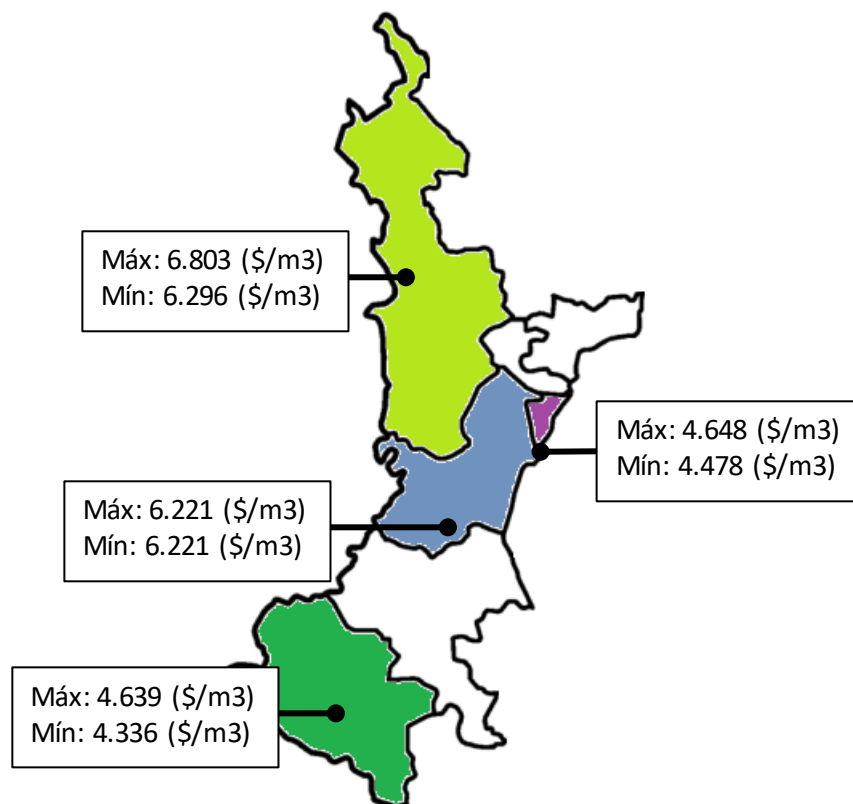 Máx: 6.803 ($/m3)
Mín: 6.296 ($/m3)
Máx: 4.648 ($/m3)
Mín: 4.478 ($/m3)
Máx: 6.221 ($/m3)
Mín: 6.221 ($/m3)
Máx: 4.639 ($/m3)
Mín: 4.336 ($/m3)